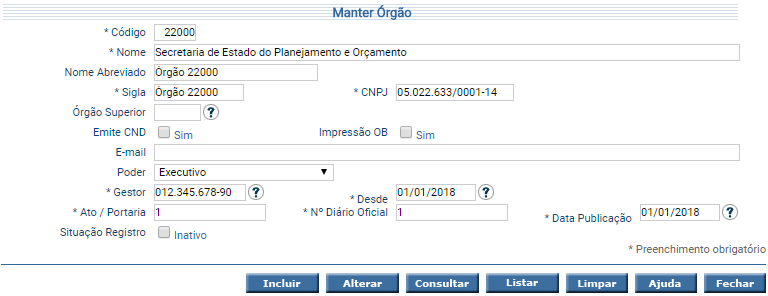 Manter Órgão
* Código 22000
* Nome Secretaria de Estado do Planejamento e Orçamento
Nome Abreviado Órgão 22000
* Sigla Órgão 22000 * CNPJ 05.022.633/0001-14
Órgão Superior ?
Emite CND Sim Impressão OB Sim
E-mail
Poder Executivo
* Gestor 012.345.678-90 ? * Desde 01/01/2018 ?
* Ato / Portaria 1 * Nº Diário Oficial 1 * Data Publicação 01/01/2018 ?
Situação Registro Inativo
* Preenchimento obrigatório
Incluir Alterar Consultar Listar Limpar Ajuda Fechar